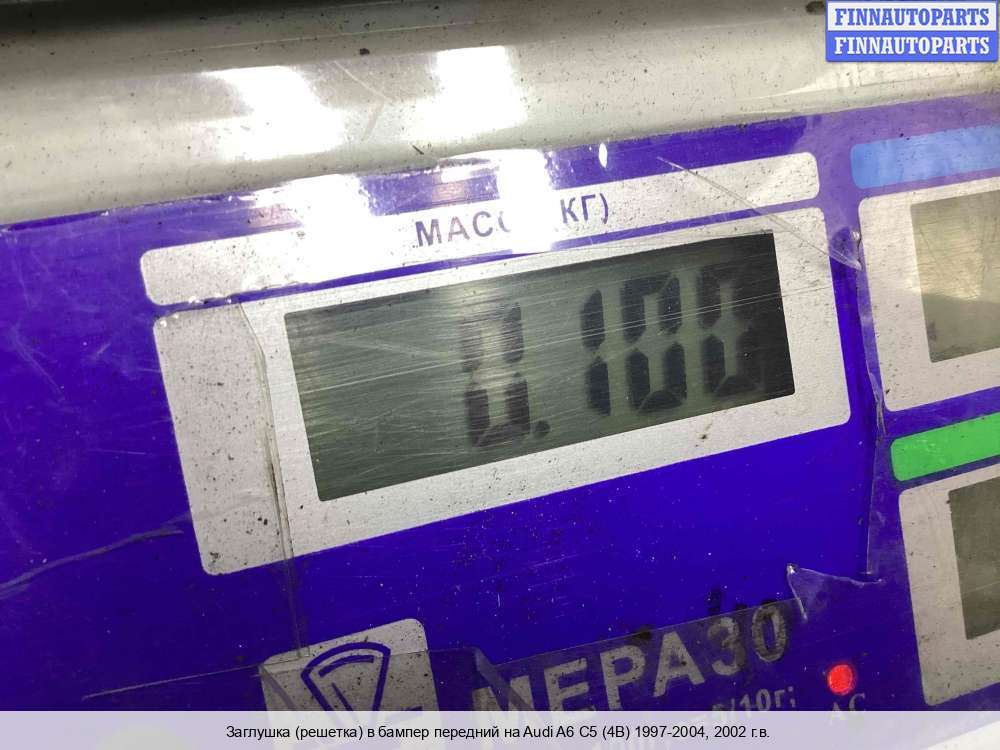 FINNAUTOPARTS
FINNAUTOPARTS
КГ)
0.100
МЕРА30
/10г;
АС
Заглушка (решетка) в бампер передний на Audi A6 C5 (4B) 1997-2004, 2002 г.в.